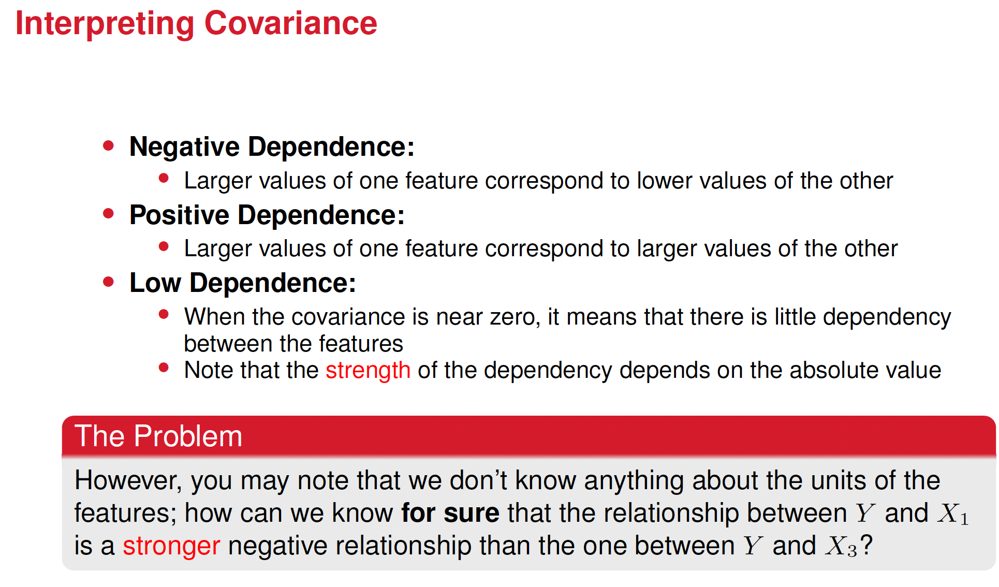 Interpreting Covariance
• Negative Dependence:
• Larger values of one feature correspond to lower values of the other
• Positive Dependence:
• Larger values of one feature correspond to larger values of the other
• Low Dependence:
• When the covariance is near zero, it means that there is little dependency
between the features
• Note that the strength of the dependency depends on the absolute value
The Problem
However, you may note that we don’t know anything about the units of the
features; how can we know for sure that the relationship between Y and X₁
is a stronger negative relationship than the one between Y and X₃?